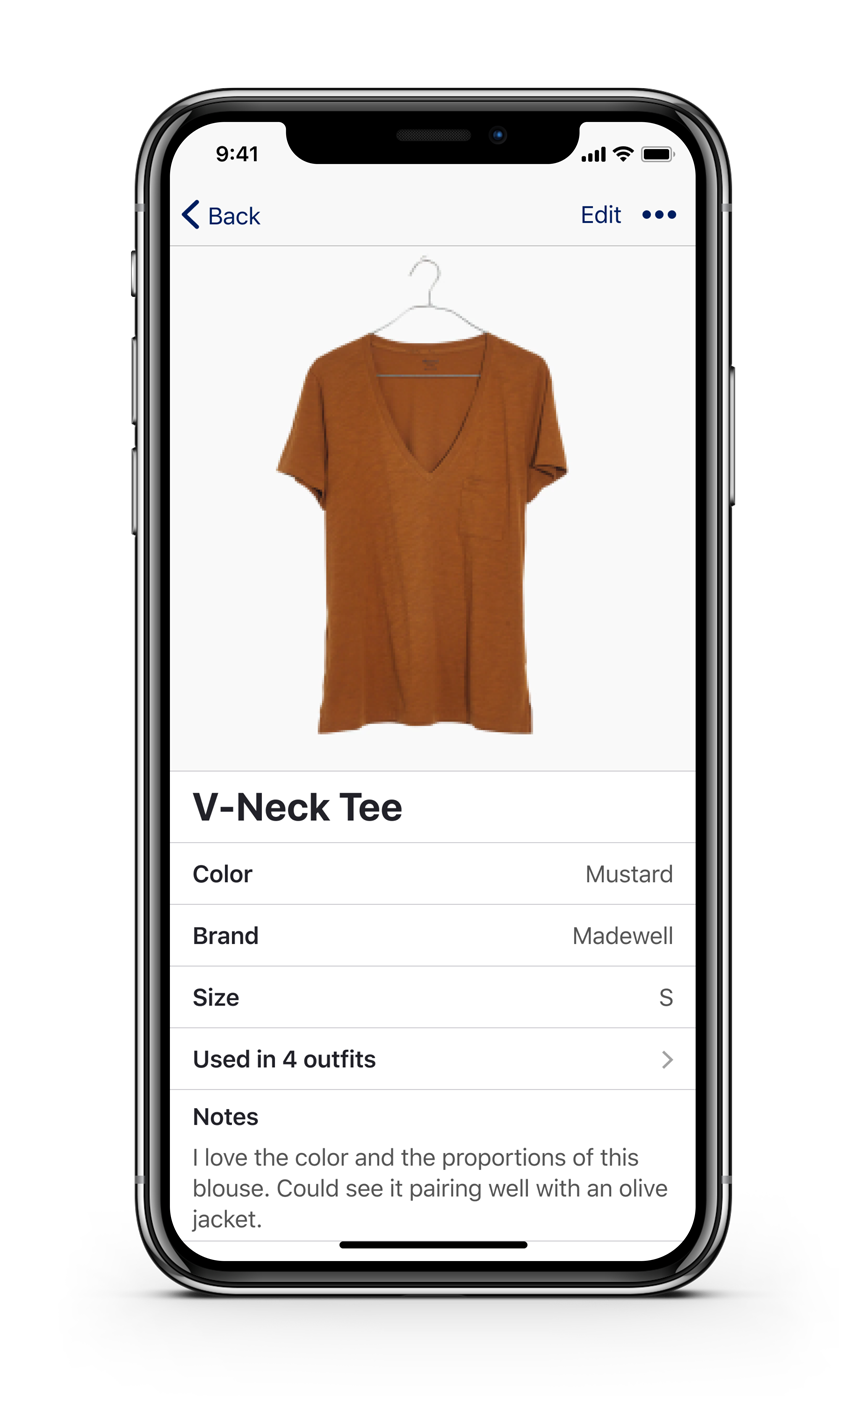 9:41
Back
Edit
V-Neck Tee
Color
Mustard
Brand
Madewell
Size
S
Used in 4 outfits
Notes
I love the color and the proportions of this
blouse. Could see it pairing well with an olive
jacket.